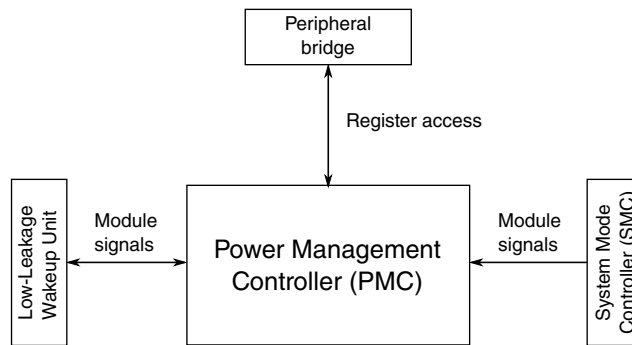 Peripheral
bridge
Register access
Low-Leakage
Wakeup Unit
Module
signals
Power Management
Controller (PMC)
Module
signals
System Mode
Controller (SMC)